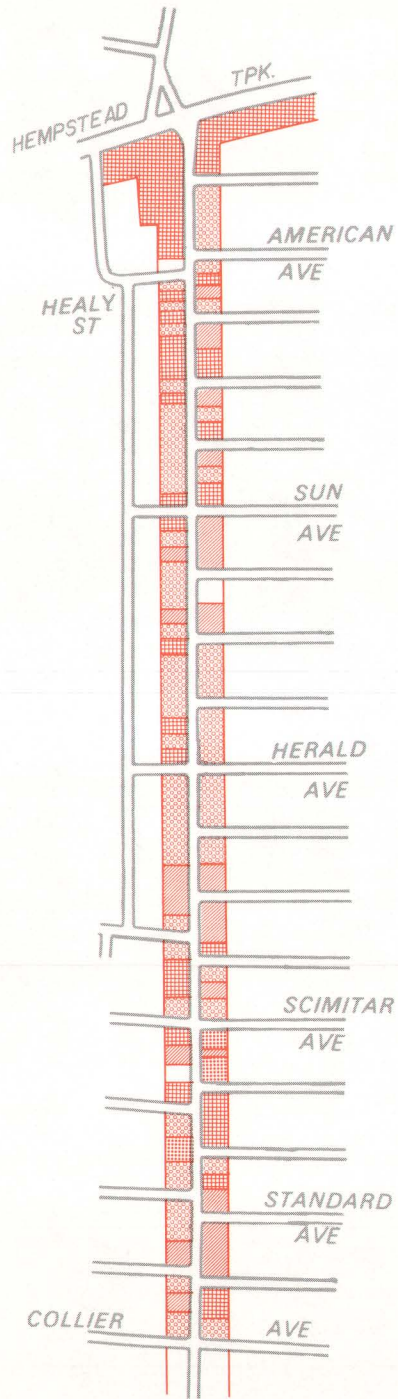 HEMPSTEAD TPK.
AMERICAN
AVE
HEALY
ST
SUN
AVE
HERALD
AVE
SCIMITAR
AVE
STANDARD
AVE
COLLIER AVE